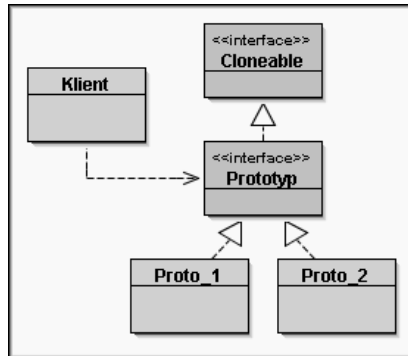 <<interface>>
Cloneable
Klient
<<interface>>
Prototyp
Proto_1
Proto_2